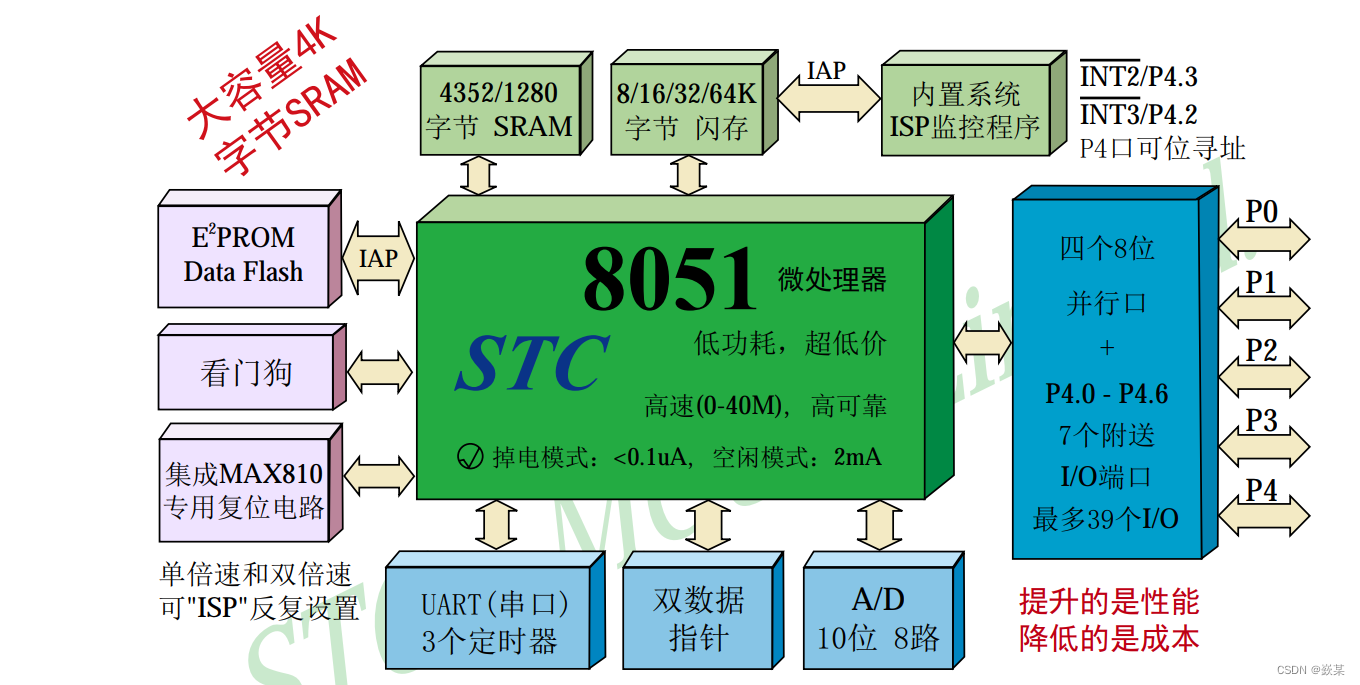 大容量4K
字节SRAM
4352/1280
字节 SRAM
8/16/32/64K
字节 闪存
IAP
内置系统
ISP监控程序
INT2/P4.3
INT3/P4.2
P4口可位寻址
E²PROM
Data Flash
IAP
看门狗
集成MAX810
专用复位电路
单倍速和双倍速
可"ISP"反复设置
8051 微处理器
STC
低功耗，超低价
高速(0-40M)，高可靠
掉电模式：<0.1uA，空闲模式：2mA
四个8位
并行口
+
P4.0 - P4.6
7个附送
I/O端口
最多39个I/O
P0
P1
P2
P3
P4
UART(串口)
3个定时器
双数据
指针
A/D
10位 8路
提升的是性能
降低的是成本
CSDN @嶽某